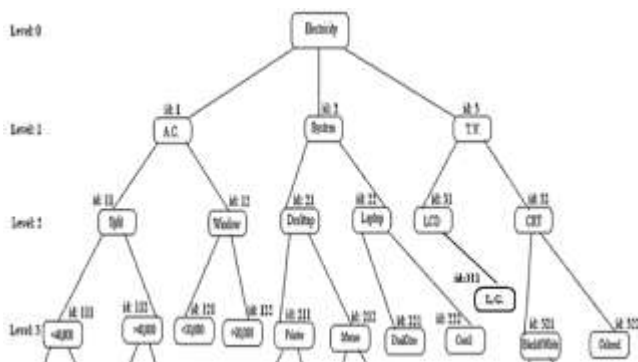 Level: 0
Electricity
id: 1
id: 2
id: 3
Level: 1
A.C.
System
T.V.
id: 11
id: 12
id: 21
id: 22
id: 31
id: 32
Level: 2
Split
Window
Desktop
Laptop
LCD
CRT
id:311
L.G.
id: 111
id: 112
id: 121
id: 122
id: 211
id: 212
id: 221
id: 222
id: 321
id: 322
Level: 3
Printer
Mouse
DualCore
CoreI
Black&White
Coloured